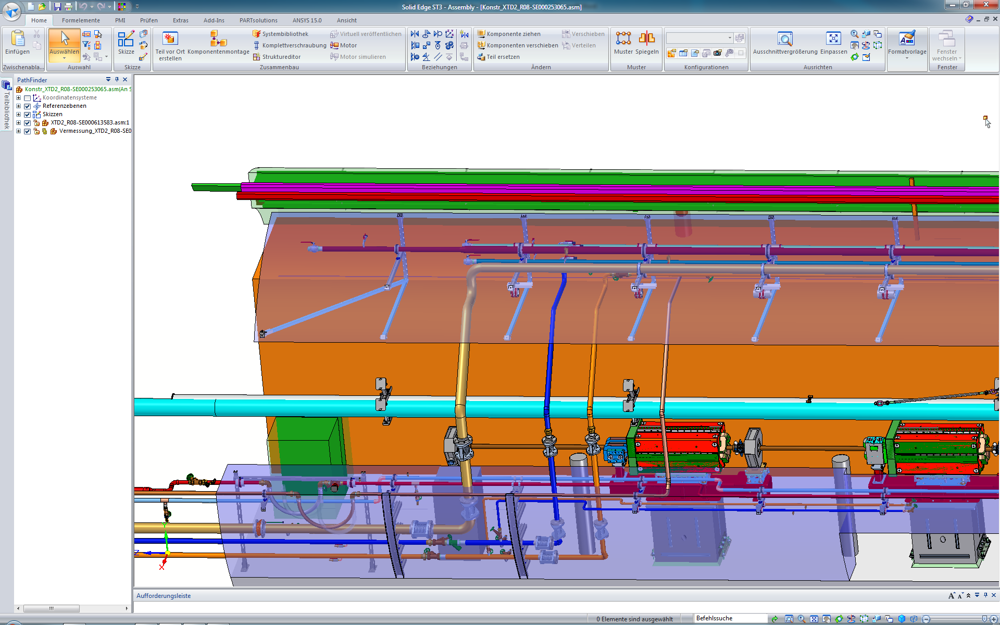 Solid Edge ST3 - Assembly - [Konstr_XTD2_R08-SE000253065.asm]
Home Formelemente PMI Prüfen Extras Add-Ins PARTsolutions ANSYS 15.0 Ansicht
Einfügen
Zwischenabla...
Auswählen
Auswahl
Skizze
Skizze
Teil vor Ort
erstellen
Komponentenmontage
Systembibliothek
Komplettverschraubung
Struktureditor
Virtuell veröffentlichen
Motor
Motor simulieren
Zusammenbau
Beziehungen
Komponente ziehen
Komponenten verschieben
Teil ersetzen
Verschieben
Verteilen
Ändern
Muster Spiegeln
Muster
Konfigurationen
Ausschnittvergrößerung Einpassen
Ausrichten
Formatvorlage
Fenster
wechseln
Fenster
Teilbibliothek
PathFinder
Konstr_XTD2_R08-SE000253065.asm(An S
Koordinatensysteme
Referenzebenen
Skizzen
XTD2_R08-SE000613583.asm:1
Vermessung_XTD2_R08-SE0
Z
Y
X
Aufforderungsleiste
A A
0 Elemente sind ausgewählt
Befehlssuche